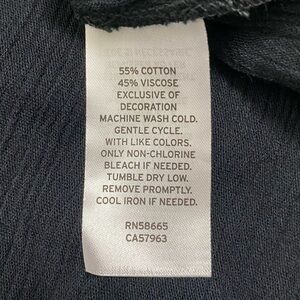 55% COTTON
45% VISCOSE
EXCLUSIVE OF
DECORATION
MACHINE WASH COLD.
GENTLE CYCLE.
WITH LIKE COLORS.
ONLY NON-CHLORINE
BLEACH IF NEEDED.
TUMBLE DRY LOW.
REMOVE PROMPTLY.
COOL IRON IF NEEDED.
RN58665
CA57963